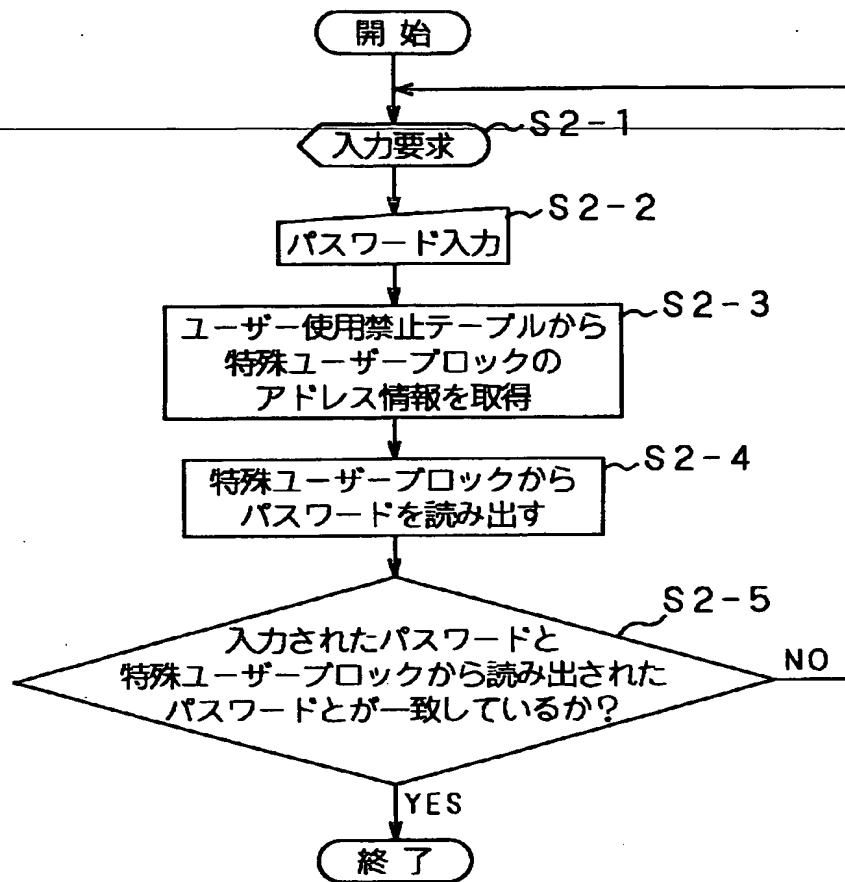 開始
入力要求
S2-1
パスワード入力
S2-2
ユーザー使用禁止テーブルから
特殊ユーザーブロックの
アドレス情報を取得
S2-3
特殊ユーザーブロックから
パスワードを読み出す
S2-4
入力されたパスワードと
特殊ユーザーブロックから読み出された
パスワードとが一致しているか?
S2-5
NO
YES
終了